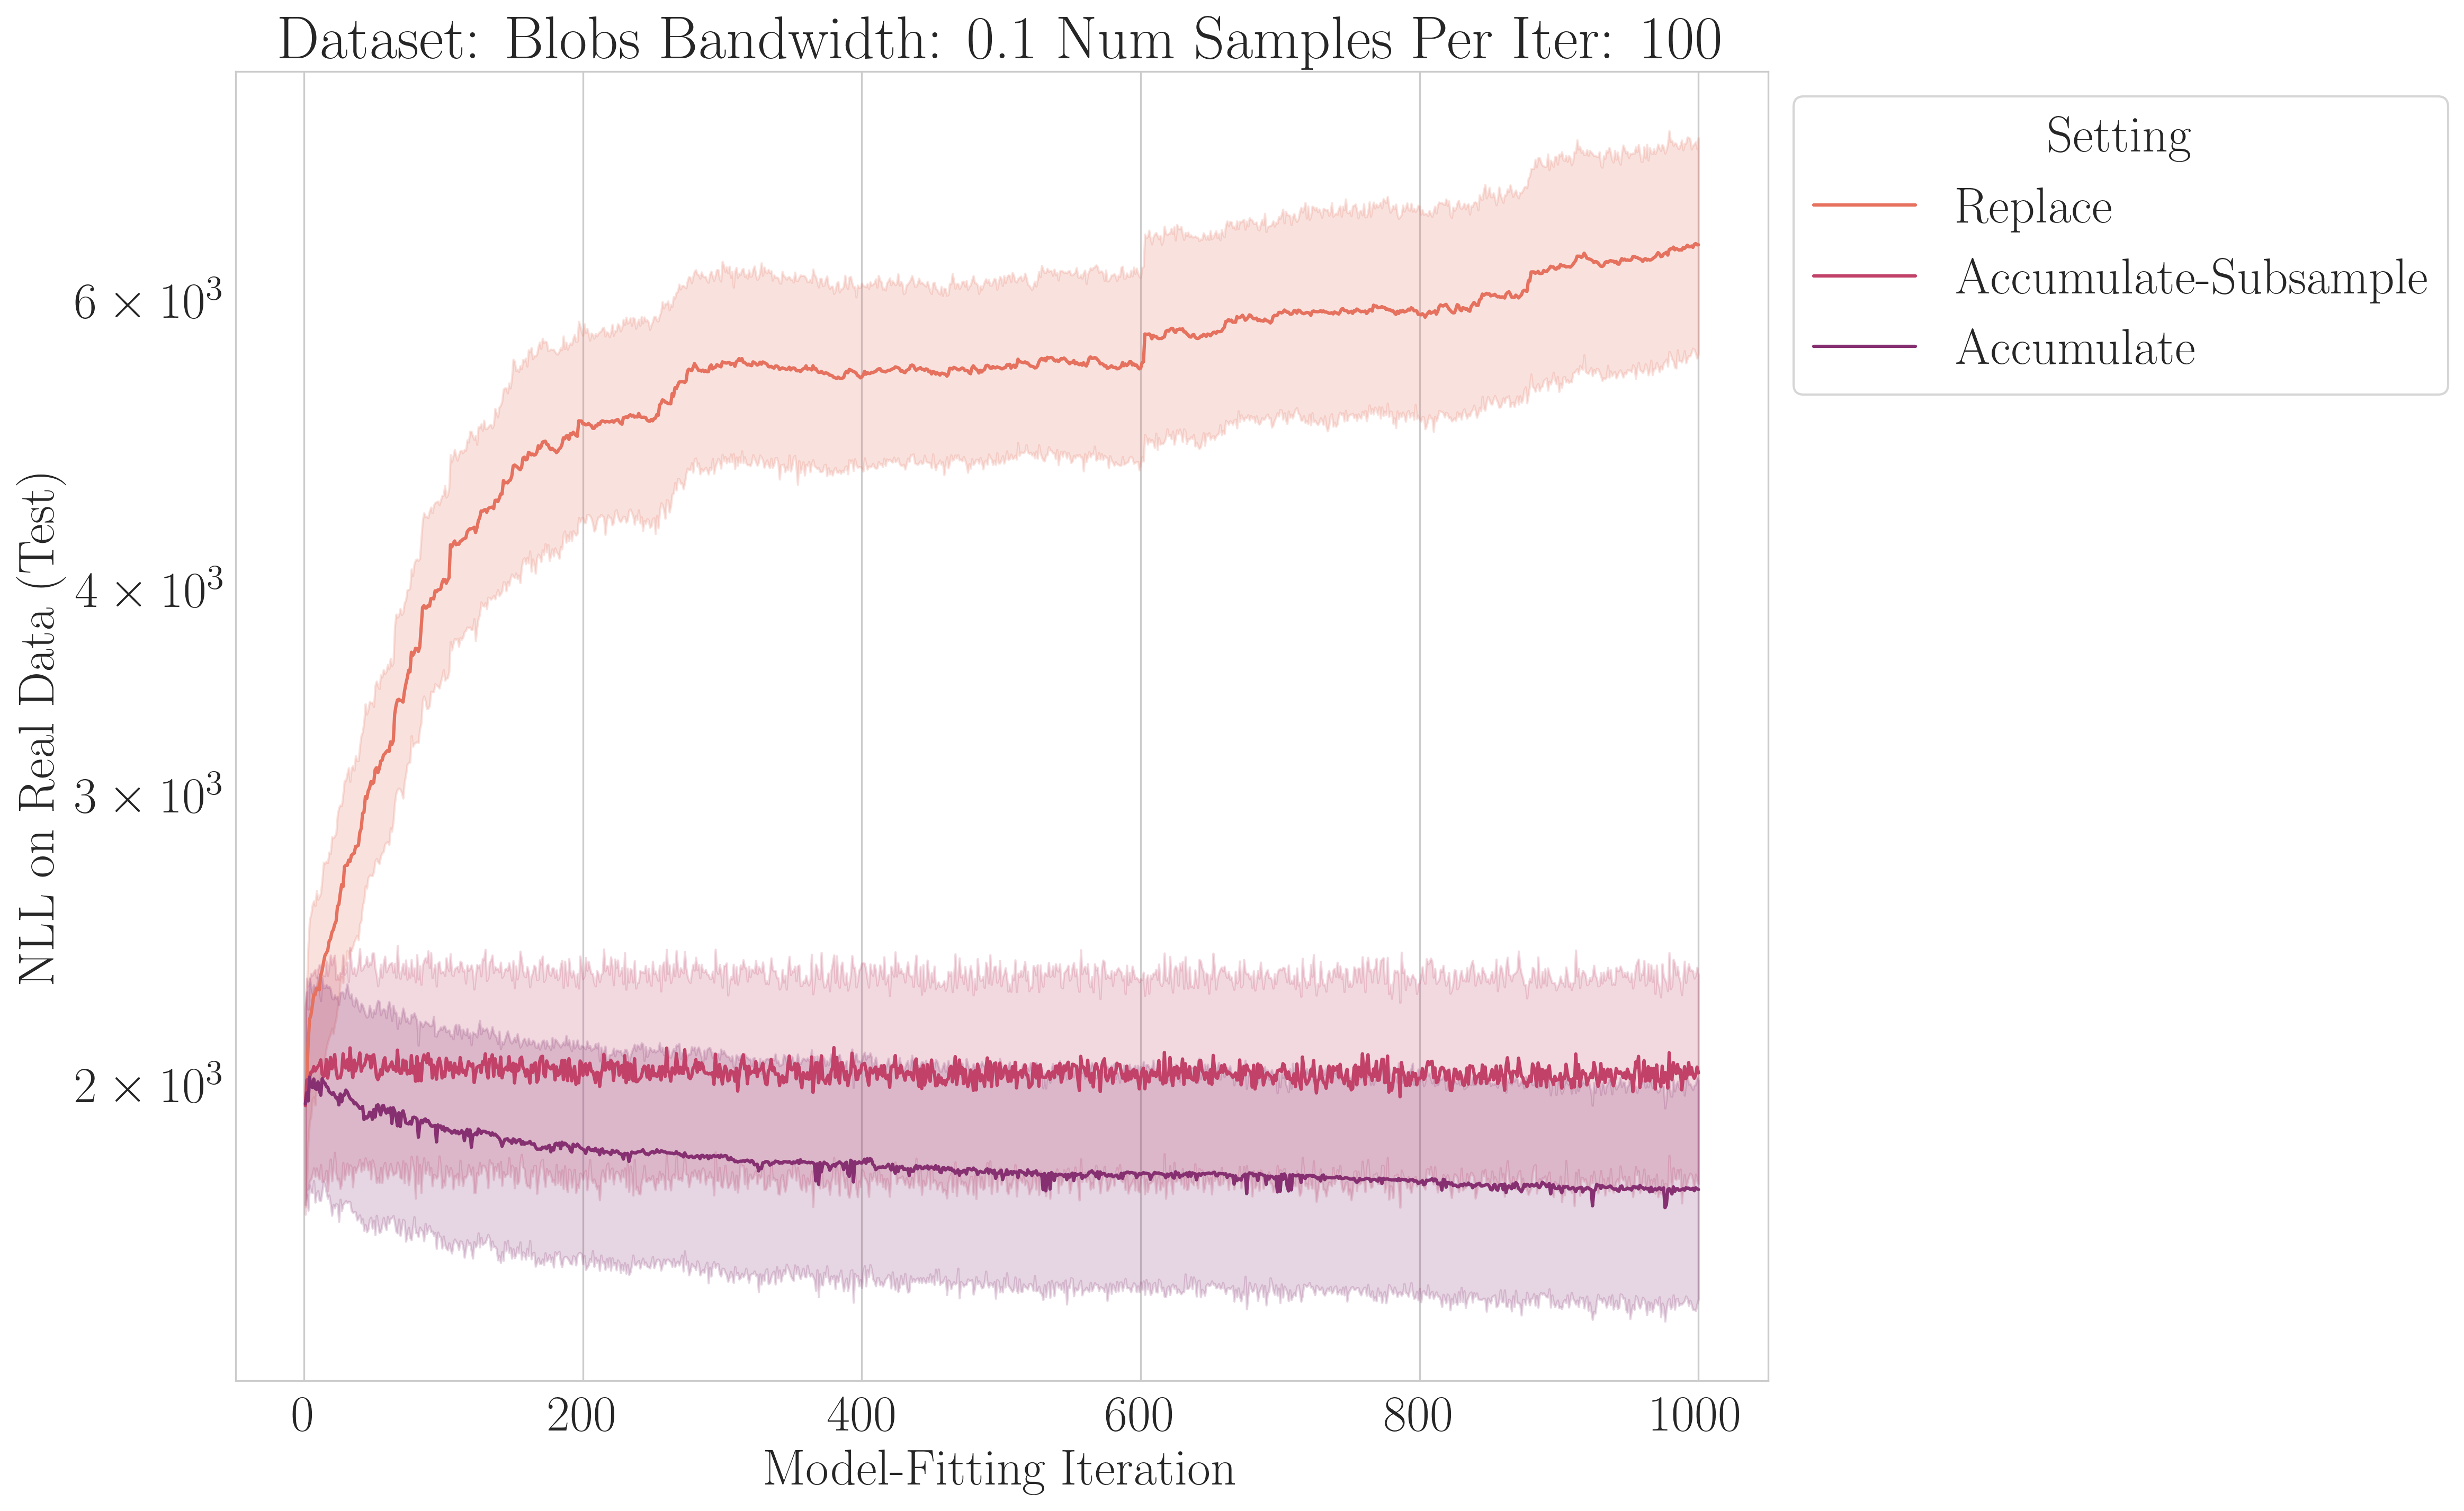 Dataset: Blobs Bandwidth: 0.1 Num Samples Per Iter: 100
NLL on Real Data (Test)
6 × 10³
4 × 10³
3 × 10³
2 × 10³
0 200 400 600 800 1000
Model-Fitting Iteration
Setting
Replace
Accumulate-Subsample
Accumulate